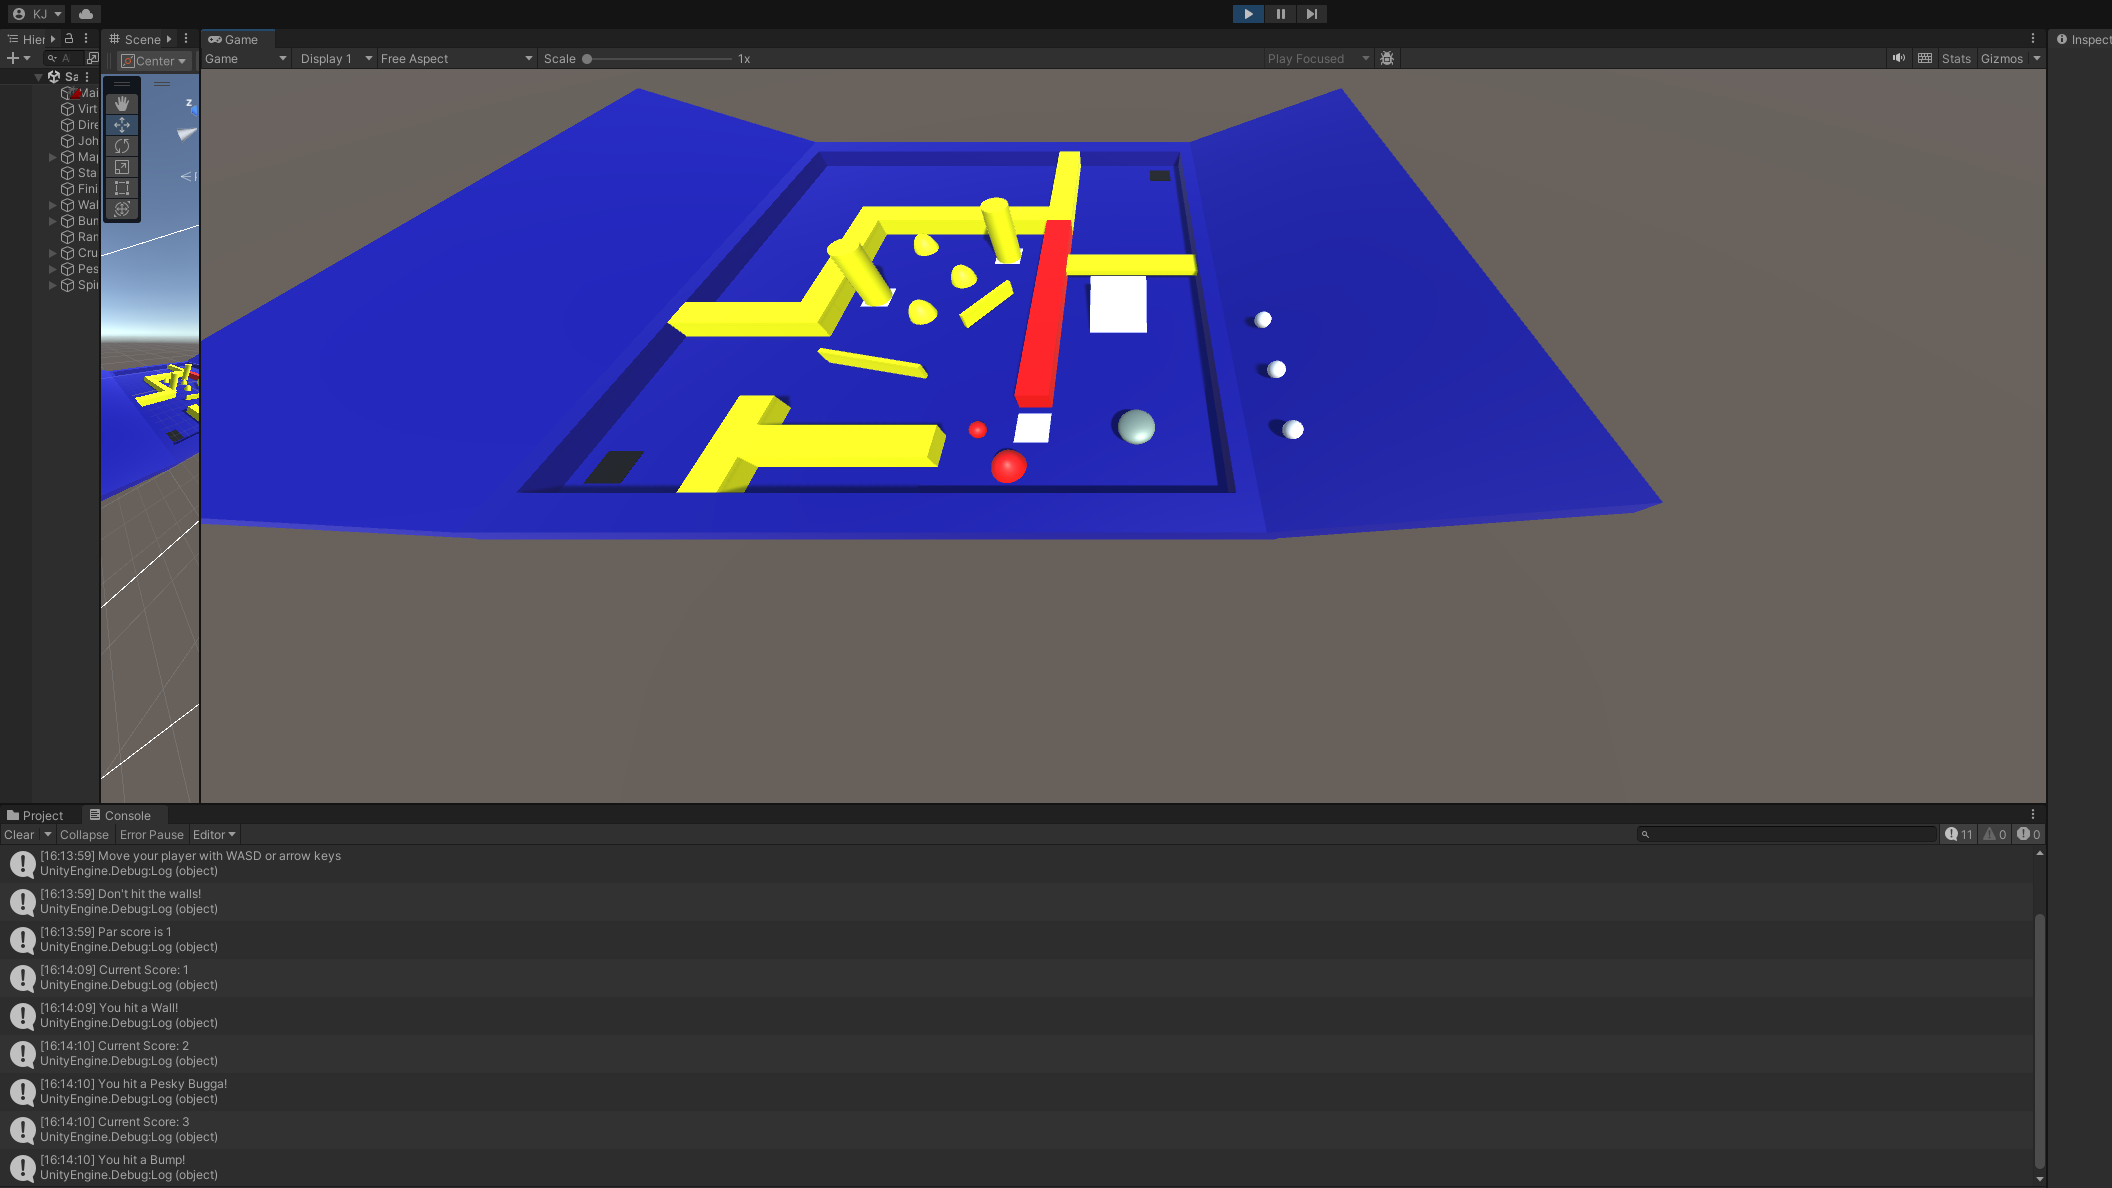 KJ
Hier
Scene
Game
Inspect
A
Center
Game
Display 1
Free Aspect
Scale
1x
Play Focused
Stats
Gizmos
Sa
Mai
Virt
Dire
Joh
Map
Sta
Fini
Wal
Bun
Ran
Cru
Pes
Spin
z
Project
Console
Clear
Collapse
Error Pause
Editor
11
0
0
[16:13:59] Move your player with WASD or arrow keys
UnityEngine.Debug:Log (object)
[16:13:59] Don't hit the walls!
UnityEngine.Debug:Log (object)
[16:13:59] Par score is 1
UnityEngine.Debug:Log (object)
[16:14:09] Current Score: 1
UnityEngine.Debug:Log (object)
[16:14:09] You hit a Wall!
UnityEngine.Debug:Log (object)
[16:14:10] Current Score: 2
UnityEngine.Debug:Log (object)
[16:14:10] You hit a Pesky Bugga!
UnityEngine.Debug:Log (object)
[16:14:10] Current Score: 3
UnityEngine.Debug:Log (object)
[16:14:10] You hit a Bump!
UnityEngine.Debug:Log (object)